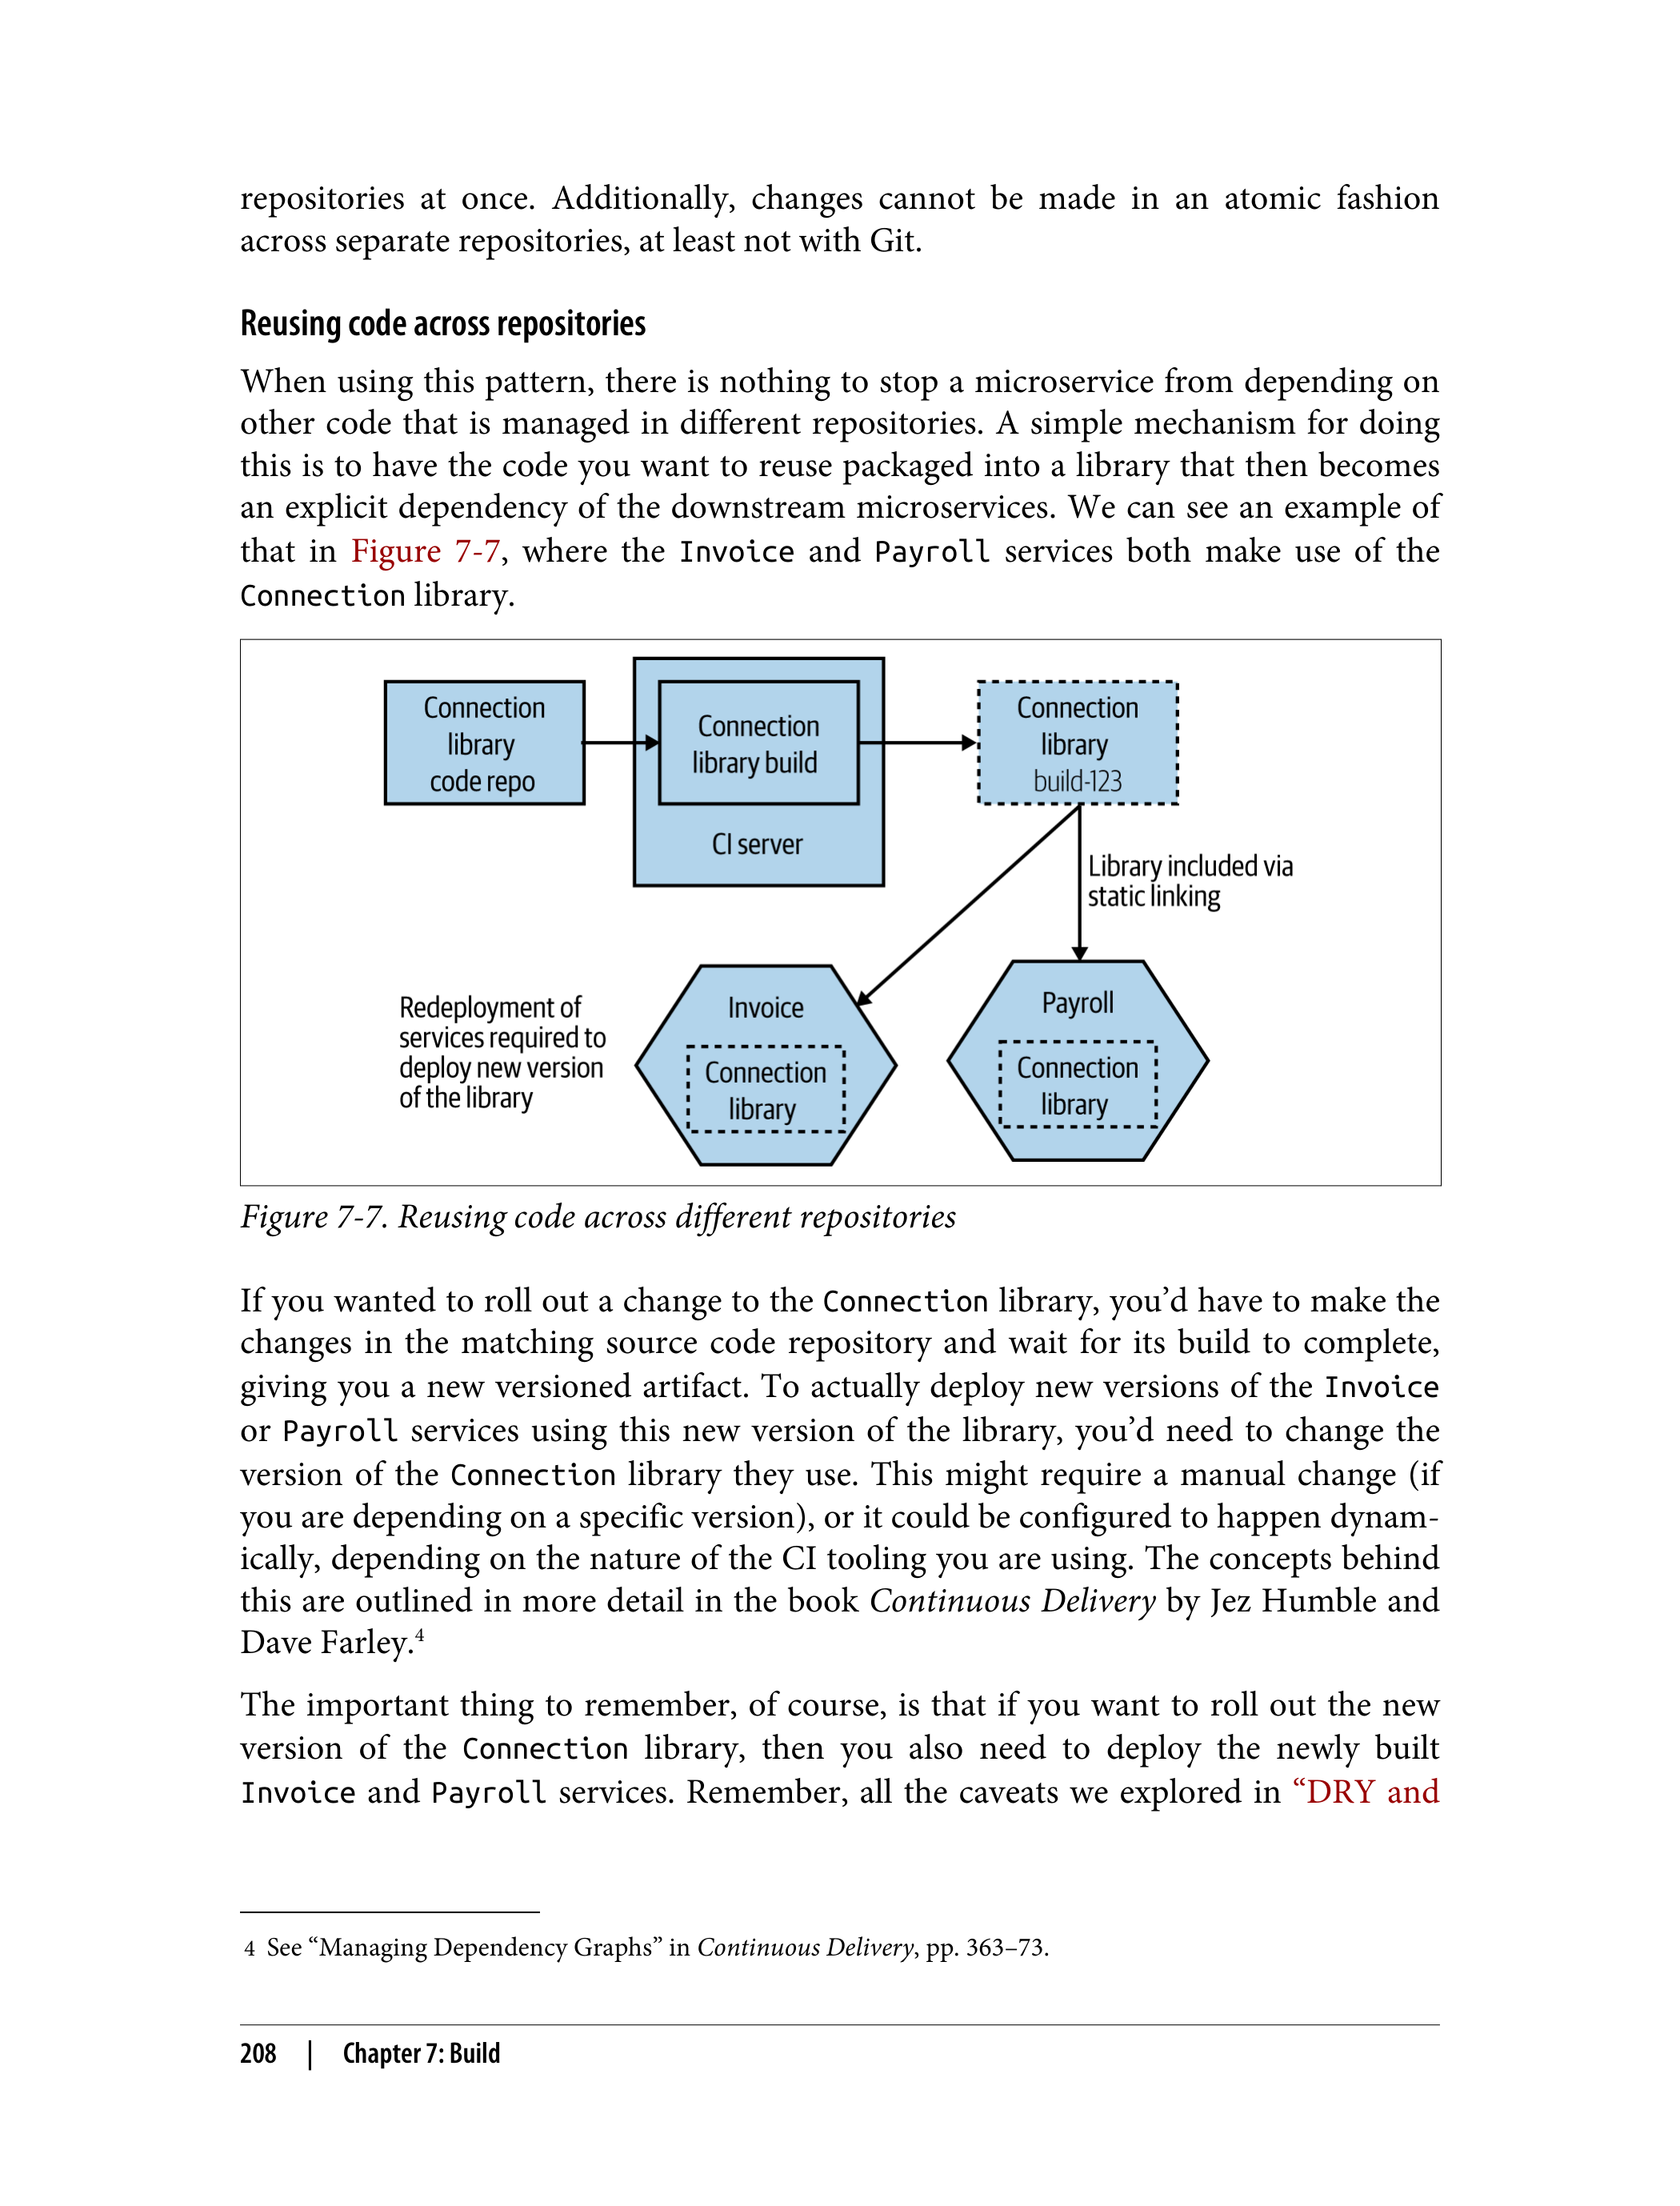 repositories at once. Additionally, changes cannot be made in an atomic fashion
across separate repositories, at least not with Git.
Reusing code across repositories
When using this pattern, there is nothing to stop a microservice from depending on
other code that is managed in different repositories. A simple mechanism for doing
this is to have the code you want to reuse packaged into a library that then becomes
an explicit dependency of the downstream microservices. We can see an example of
that in Figure 7-7, where the Invoice and Payroll services both make use of the
Connection library.
Connection
library
code repo
Connection
library build
CI server
Connection
library
build-123
Library included via
static linking
Redeployment of
services required to
deploy new version
of the library
Invoice
Connection
library
Payroll
Connection
library
Figure 7-7. Reusing code across different repositories
If you wanted to roll out a change to the Connection library, you’d have to make the
changes in the matching source code repository and wait for its build to complete,
giving you a new versioned artifact. To actually deploy new versions of the Invoice
or Payroll services using this new version of the library, you’d need to change the
version of the Connection library they use. This might require a manual change (if
you are depending on a specific version), or it could be configured to happen dynam-
ically, depending on the nature of the CI tooling you are using. The concepts behind
this are outlined in more detail in the book Continuous Delivery by Jez Humble and
Dave Farley.4
The important thing to remember, of course, is that if you want to roll out the new
version of the Connection library, then you also need to deploy the newly built
Invoice and Payroll services. Remember, all the caveats we explored in “DRY and
4 See “Managing Dependency Graphs” in Continuous Delivery, pp. 363–73.
208 | Chapter 7: Build